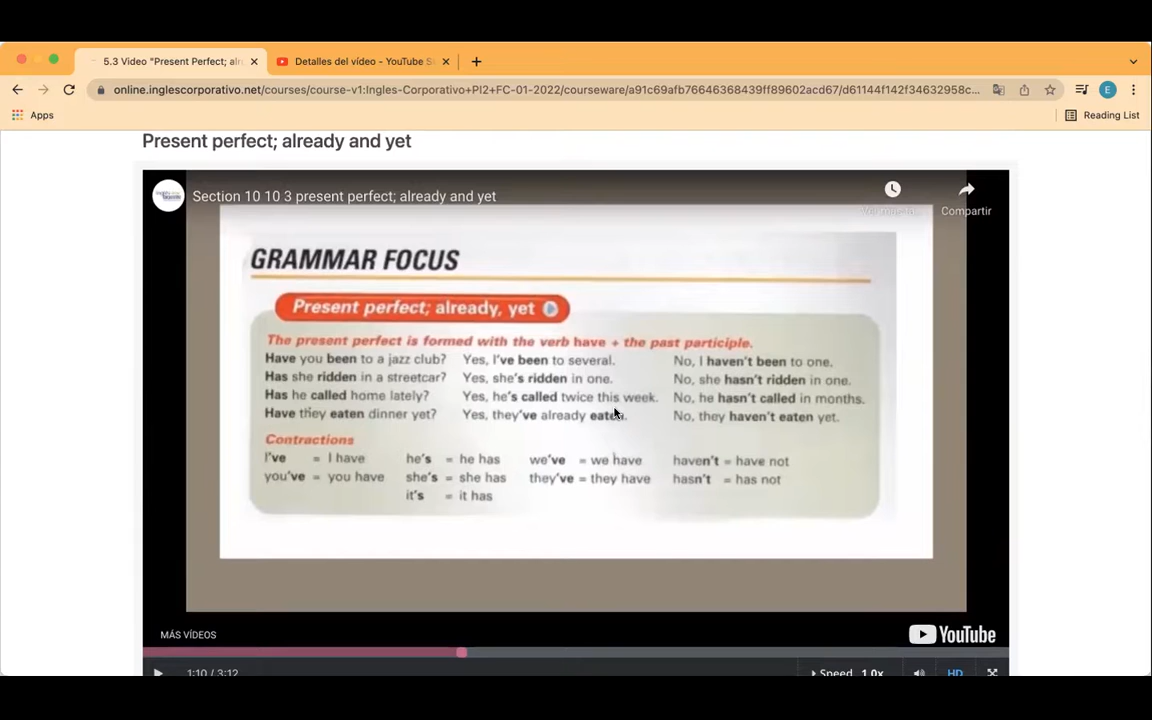 5.3 Video "Present Perfect; alr
Detalles del vídeo - YouTube S
online.inglescorporativo.net/courses/course-v1:Ingles-Corporativo+PI2+FC-01-2022/courseware/a91c69afb76646368439ff89602acd67/d61144f142f34632958c...
E
Apps
Reading List
Present perfect; already and yet
Section 10 10 3 present perfect; already and yet
Compartir
GRAMMAR FOCUS
Present perfect; already, yet
The present perfect is formed with the verb have + the past participle.
Have you been to a jazz club? Yes, I've been to several. No, I haven't been to one.
Has she ridden in a streetcar? Yes, she's ridden in one. No, she hasn't ridden in one.
Has he called home lately? Yes, he's called twice this week. No, he hasn't called in months.
Have they eaten dinner yet? Yes, they've already eaten. No, they haven't eaten yet.
Contractions
I've = I have he's = he has we've = we have haven't = have not
you've = you have she's = she has they've = they have hasn't = has not
it's = it has
MÁS VÍDEOS
YouTube
1:10 / 3:12
Speed 1.0x
HD